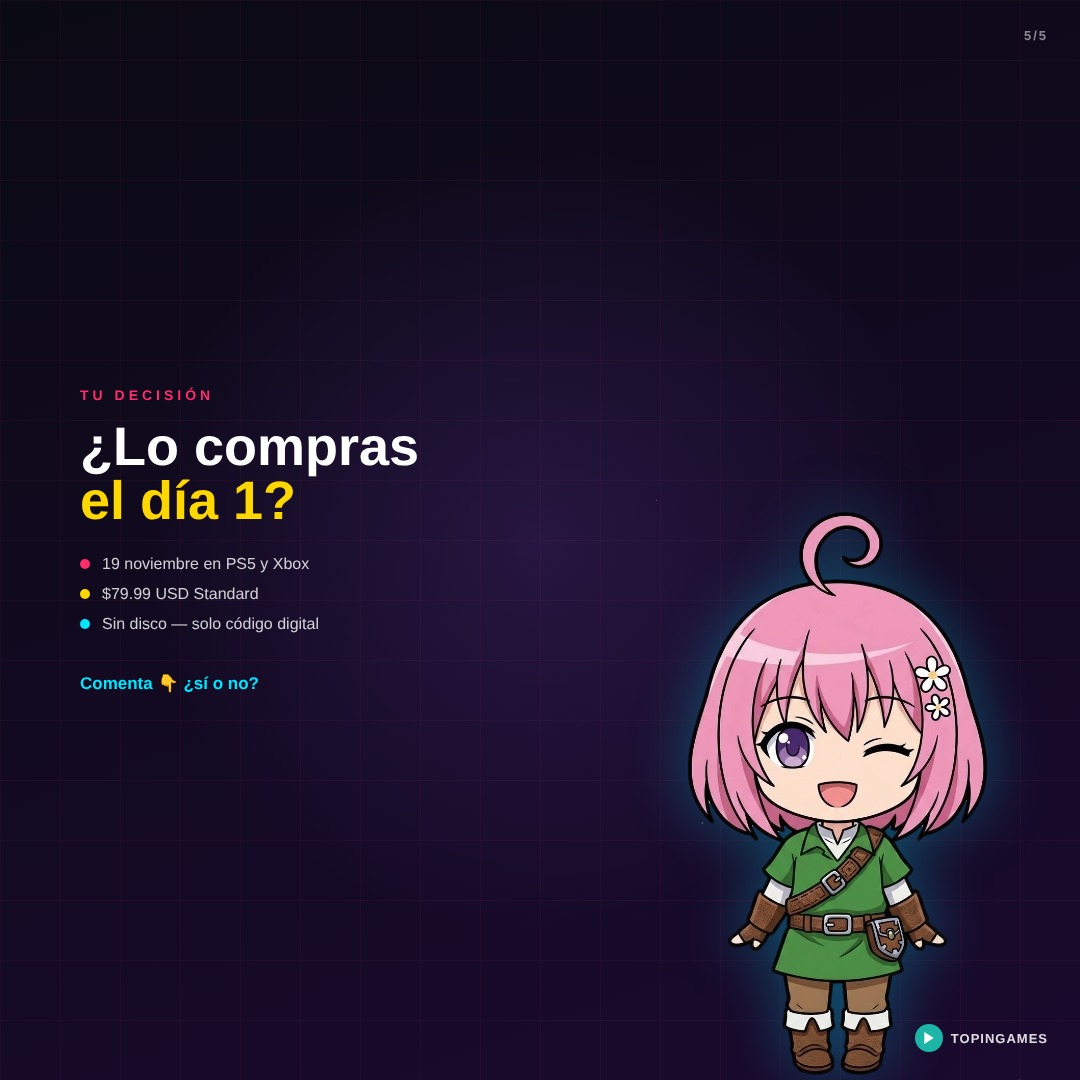 5/5
TU DECISIÓN
¿Lo compras
el día 1?
19 noviembre en PS5 y Xbox
$79.99 USD Standard
Sin disco — solo código digital
Comenta 👇 ¿sí o no?
TOPINGAMES